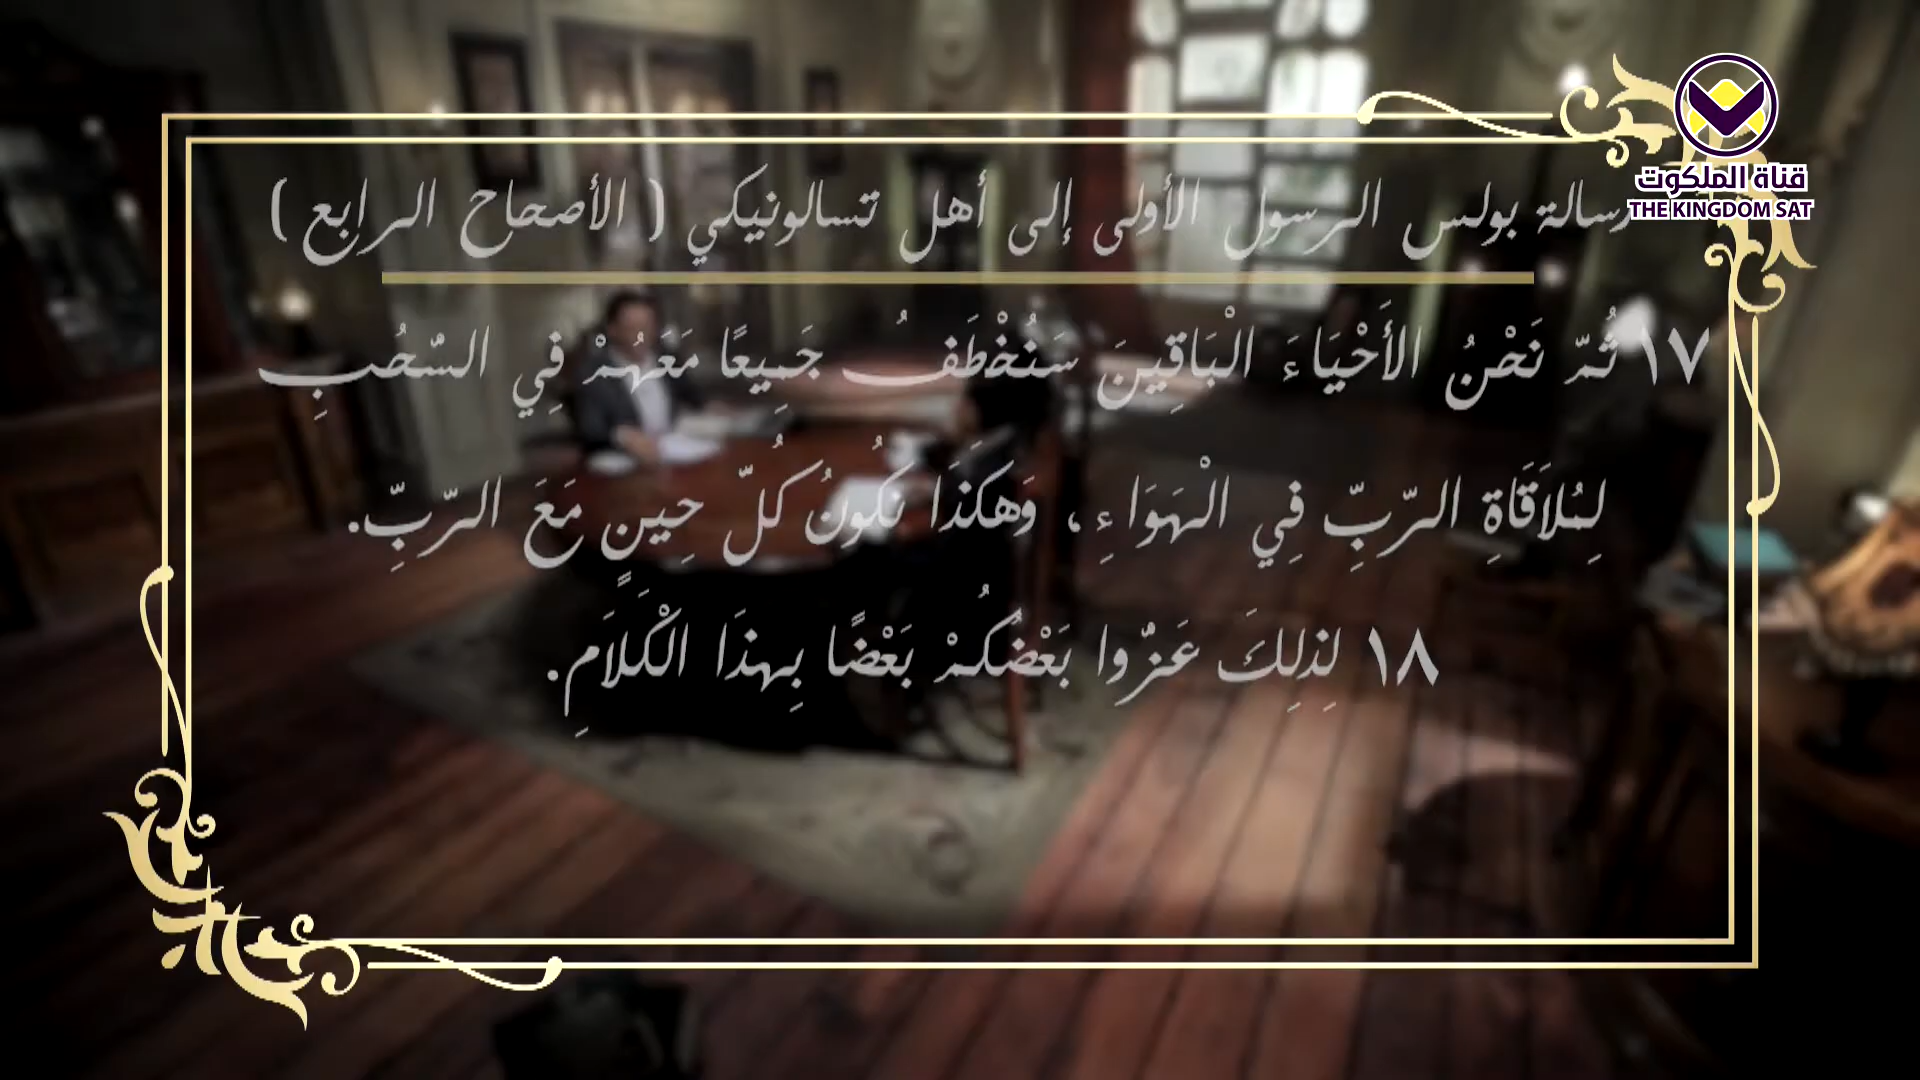 قناة الملكوت
THE KINGDOM SAT
رسالة بولس الرسول الأولى إلى أهل تسالونيكي ( الأصحاح الرابع )
١٧ ثُمّ نَحْنُ الأَحْيَاءَ الْبَاقِينَ سَنُخْطَفُ جَمِيعًا مَعَهُمْ فِي السّحُبِ
لِمُلاَقَاةِ الرّبِّ فِي الْهَوَاءِ، وَهكَذَا نَكُونُ كُلّ حِينٍ مَعَ الرّبِّ.
١٨ لِذلِكَ عَزّوا بَعْضُكُمْ بَعْضًا بِهذَا الْكَلاَمِ.